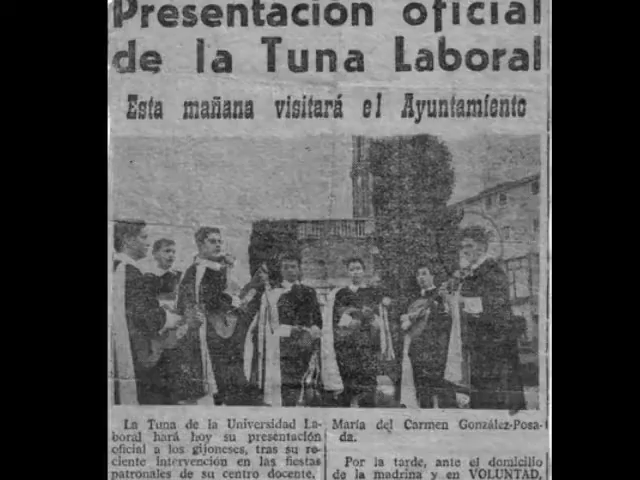 Presentación oficial
de la Tuna Laboral
Esta mañana visitará el Ayuntamiento
La Tuna de la Universidad La-
boral hará hoy su presentación
oficial a los gijoneses, tras su re-
ciente intervención en las fiestas
patronales de su centro docente.
María del Carmen González-Posa-
da.
Por la tarde, ante el domicilio
de la madrina y en VOLUNTAD,